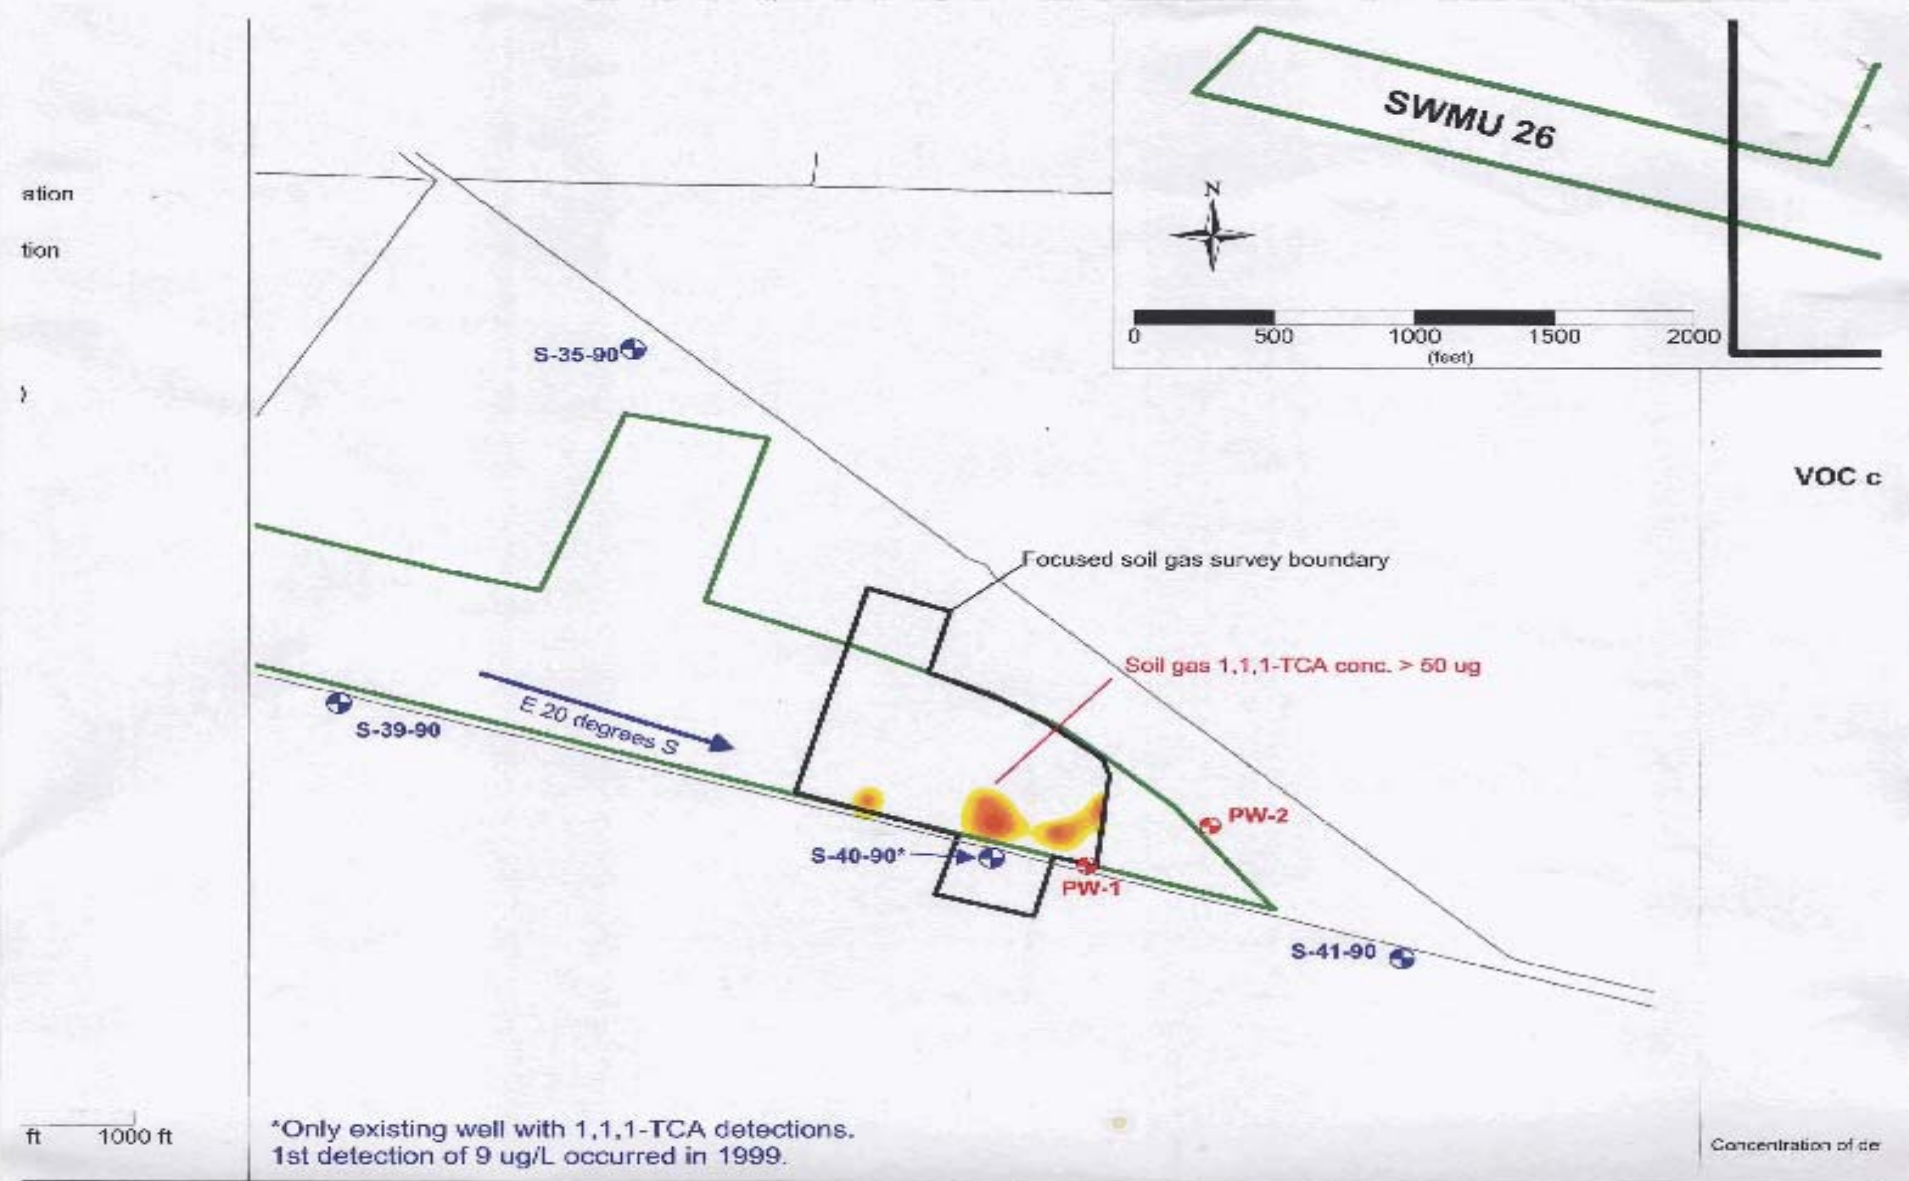 ation
tion
)
SWMU 26
N
0 500 1000 1500 2000
(feet)
S-35-90
VOC c
Focused soil gas survey boundary
Soil gas 1,1,1-TCA conc. > 50 ug
E 20 degrees S
S-39-90
PW-2
S-40-90*
PW-1
S-41-90
ft 1000 ft
*Only existing well with 1,1,1-TCA detections.
1st detection of 9 ug/L occurred in 1999.
Concentration of de